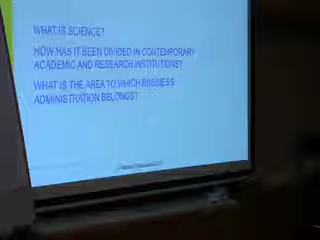 WHAT IS SCIENCE?
HOW HAS IT BEEN DIVIDED IN CONTEMPORARY
ACADEMIC AND RESEARCH INSTITUTIONS?
WHAT IS THE AREA TO WHICH BUSINESS
ADMINISTRATION BELONGS?